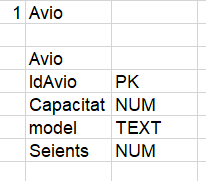 1 Avio
Avio
IdAvio PK
Capacitat NUM
model TEXT
Seients NUM